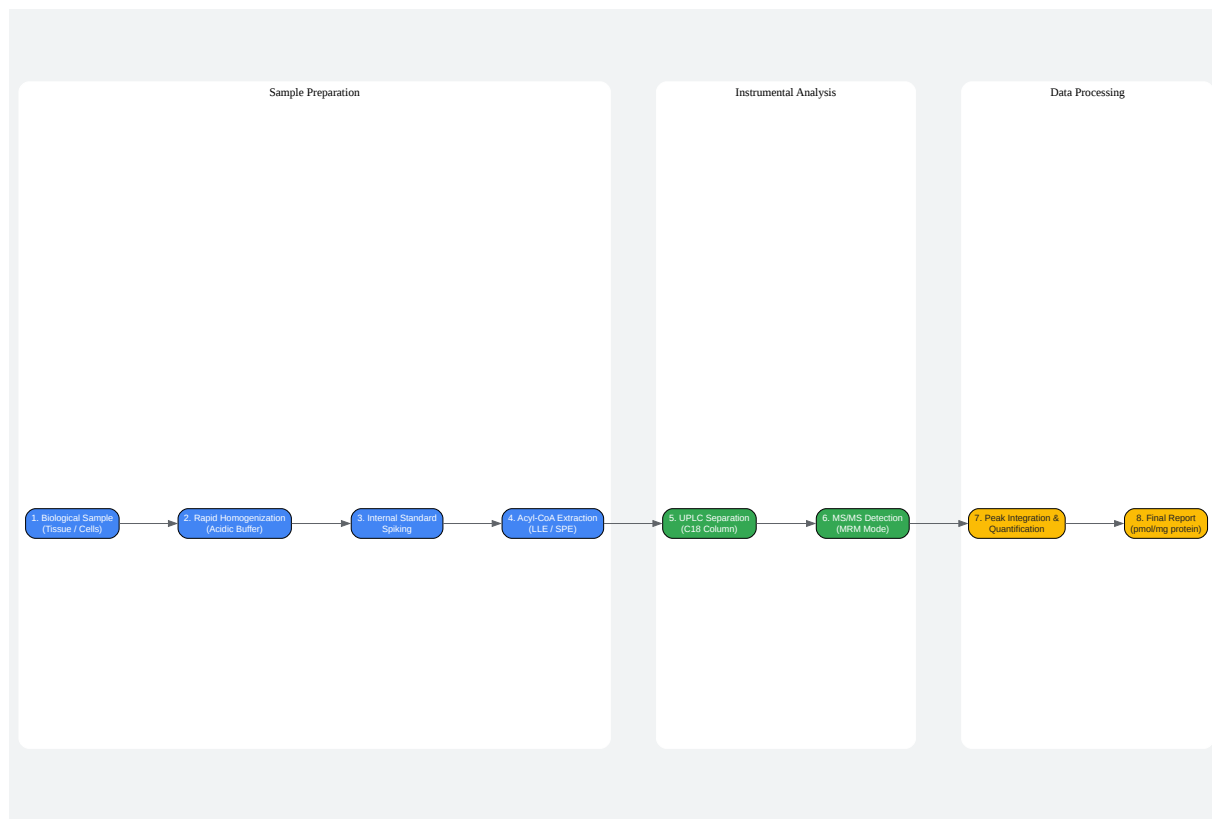 Sample Preparation
Instrumental Analysis
Data Processing
1. Biological Sample
(Tissue / Cells)
2. Rapid Homogenization
(Acidic Buffer)
3. Internal Standard
Spiking
4. Acyl-CoA Extraction
(LLE / SPE)
5. UPLC Separation
(C18 Column)
6. MS/MS Detection
(MRM Mode)
7. Peak Integration &
Quantification
8. Final Report
(pmol/mg protein)